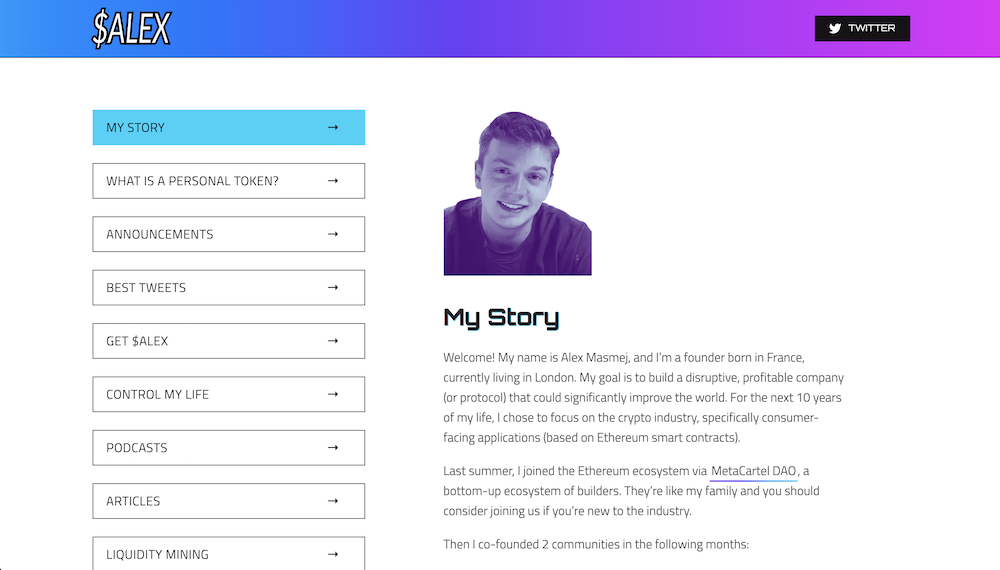 $ALEX
TWITTER
MY STORY →
WHAT IS A PERSONAL TOKEN? →
ANNOUNCEMENTS →
BEST TWEETS →
GET $ALEX →
CONTROL MY LIFE →
PODCASTS →
ARTICLES →
LIQUIDITY MINING →
My Story
Welcome! My name is Alex Masmej, and I’m a founder born in France,
currently living in London. My goal is to build a disruptive, profitable company
(or protocol) that could significantly improve the world. For the next 10 years
of my life, I chose to focus on the crypto industry, specifically consumer-
facing applications (based on Ethereum smart contracts).
Last summer, I joined the Ethereum ecosystem via MetaCartel DAO, a
bottom-up ecosystem of builders. They’re like my family and you should
consider joining us if you’re new to the industry.
Then I co-founded 2 communities in the following months: